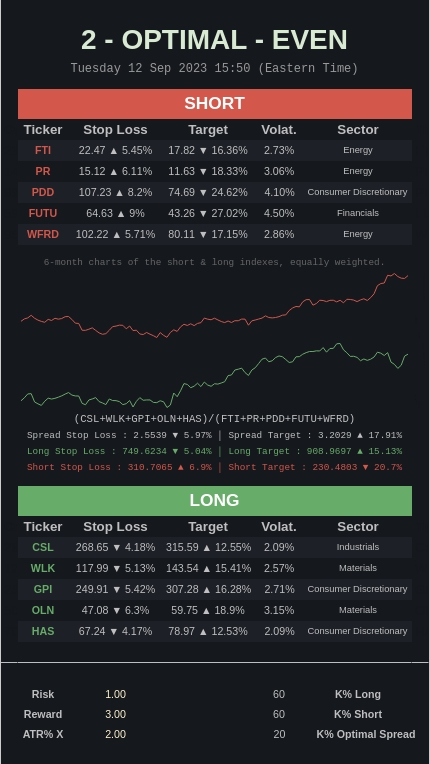 2 - OPTIMAL - EVEN
Tuesday 12 Sep 2023 15:50 (Eastern Time)
SHORT
Ticker Stop Loss Target Volat. Sector
FTI 22.47 ▲ 5.45% 17.82 ▼ 16.36% 2.73% Energy
PR 15.12 ▲ 6.11% 11.63 ▼ 18.33% 3.06% Energy
PDD 107.23 ▲ 8.2% 74.69 ▼ 24.62% 4.10% Consumer Discretionary
FUTU 64.63 ▲ 9% 43.26 ▼ 27.02% 4.50% Financials
WFRD 102.22 ▲ 5.71% 80.11 ▼ 17.15% 2.86% Energy
6-month charts of the short & long indexes, equally weighted.
(CSL+WLK+GPI+OLN+HAS)/(FTI+PR+PDD+FUTU+WFRD)
Spread Stop Loss : 2.5539 ▼ 5.97% | Spread Target : 3.2029 ▲ 17.91%
Long Stop Loss : 749.6234 ▼ 5.04% | Long Target : 908.9697 ▲ 15.13%
Short Stop Loss : 310.7065 ▲ 6.9% | Short Target : 230.4803 ▼ 20.7%
LONG
Ticker Stop Loss Target Volat. Sector
CSL 268.65 ▼ 4.18% 315.59 ▲ 12.55% 2.09% Industrials
WLK 117.99 ▼ 5.13% 143.54 ▲ 15.41% 2.57% Materials
GPI 249.91 ▼ 5.42% 307.28 ▲ 16.28% 2.71% Consumer Discretionary
OLN 47.08 ▼ 6.3% 59.75 ▲ 18.9% 3.15% Materials
HAS 67.24 ▼ 4.17% 78.97 ▲ 12.53% 2.09% Consumer Discretionary
Risk 1.00 60 K% Long
Reward 3.00 60 K% Short
ATR% X 2.00 20 K% Optimal Spread